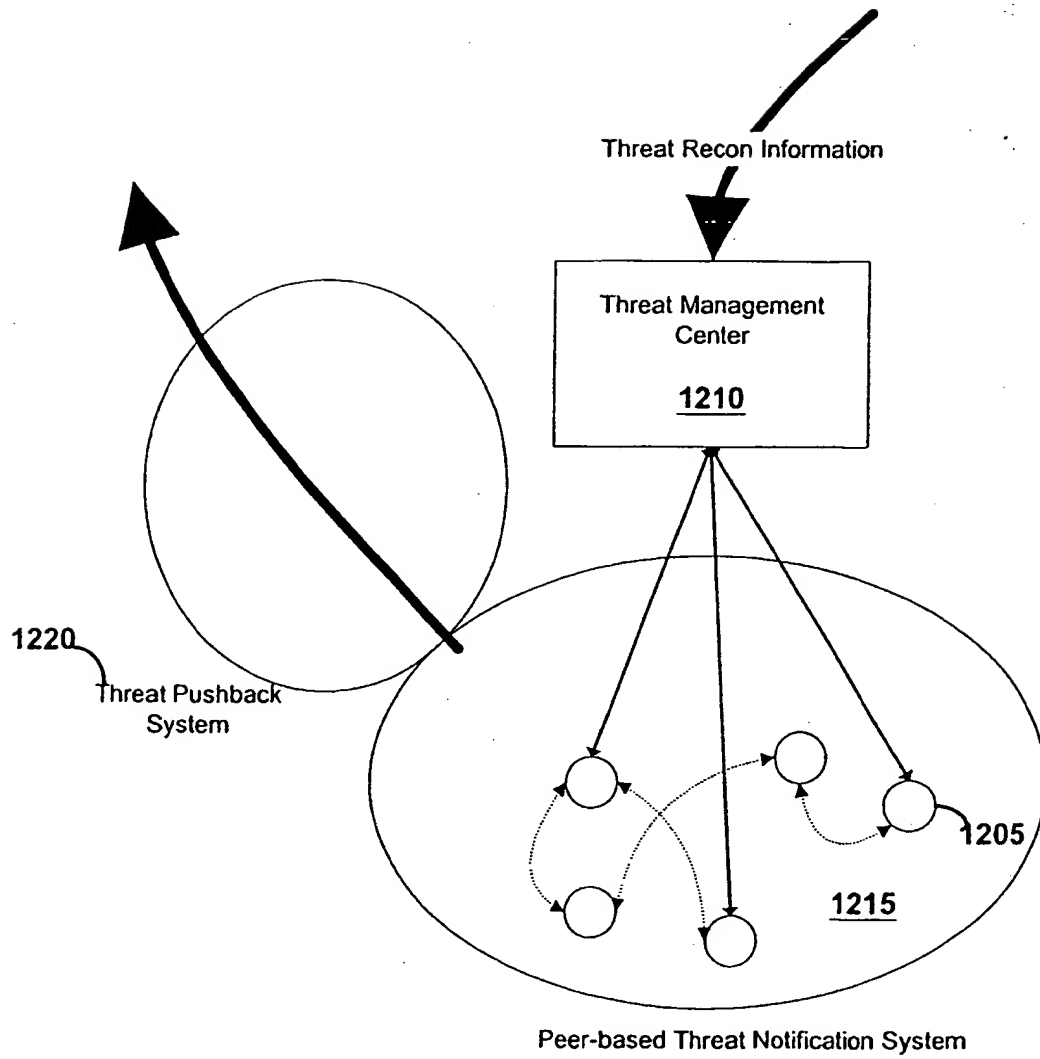 Threat Recon Information
Threat Management
Center
1210
1220
Threat Pushback
System
1205
1215
Peer-based Threat Notification System